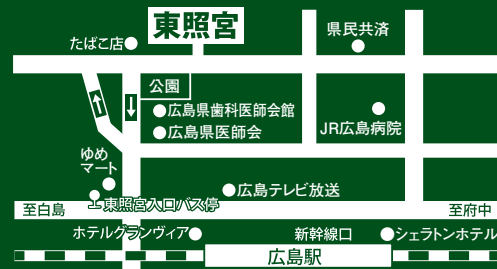 東照宮
たばこ店
県民共済
公園
広島県歯科医師会館
広島県医師会
JR広島病院
ゆめ
マート
広島テレビ放送
東照宮入口バス停
至白島
至府中
ホテルグランヴィア
新幹線口
シェラトンホテル
広島駅